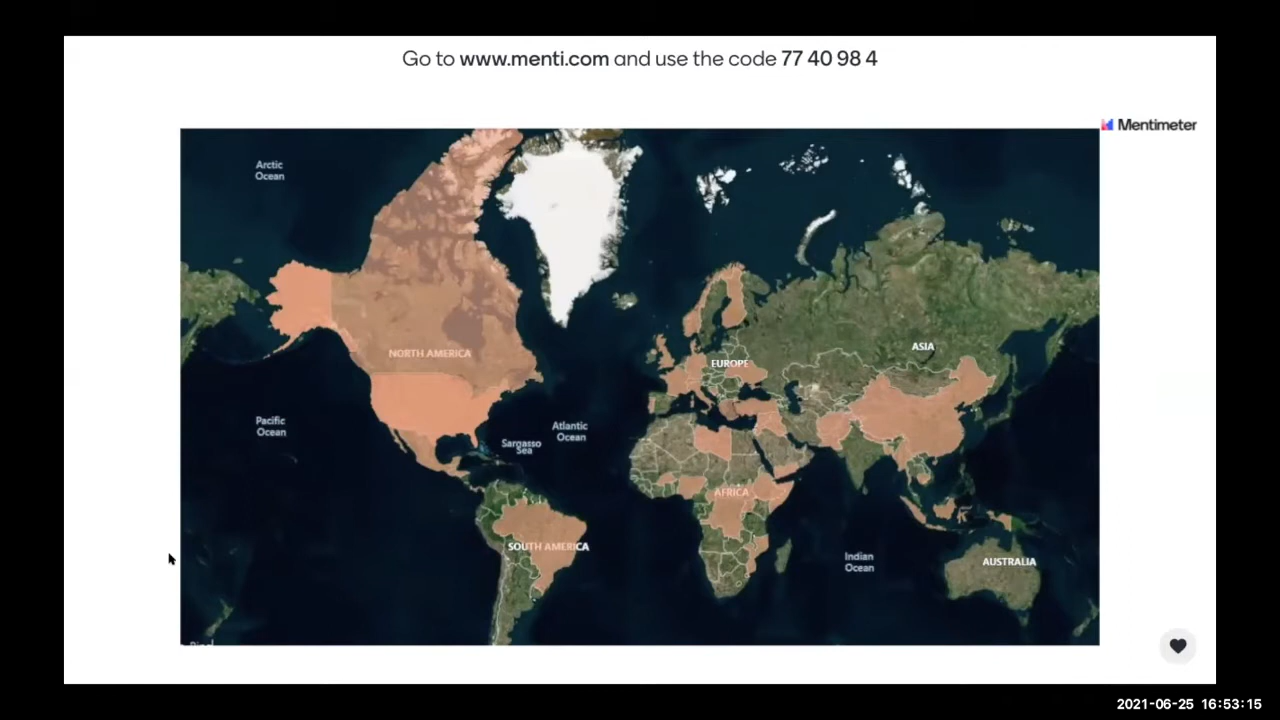 Go to www.menti.com and use the code 77 40 98 4
Mentimeter
Arctic
Ocean
NORTH AMERICA
EUROPE
ASIA
Pacific
Ocean
Atlantic
Ocean
Sargasso
Sea
AFRICA
SOUTH AMERICA
Indian
Ocean
AUSTRALIA
2021-06-25 16:53:15